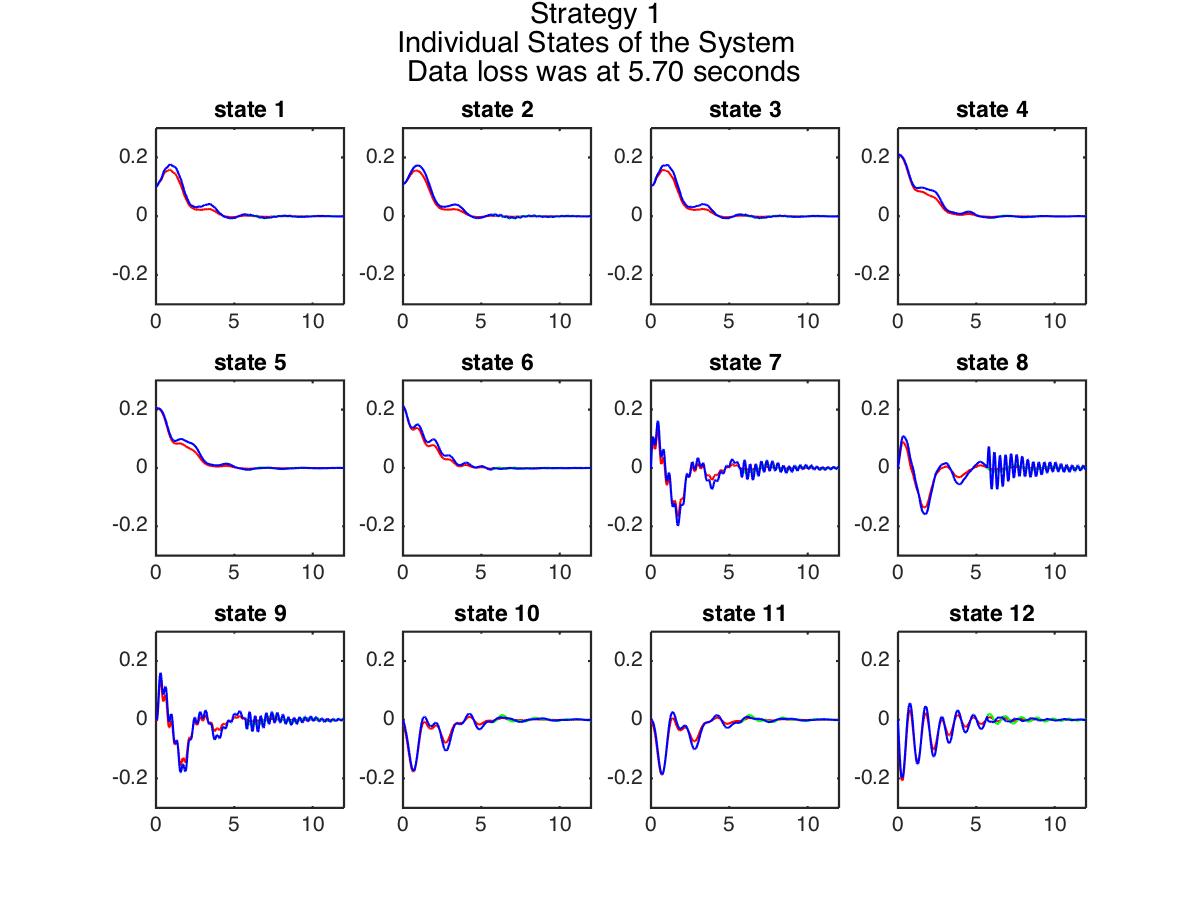 Strategy 1
Individual States of the System
Data loss was at 5.70 seconds
state 1 state 2 state 3 state 4
0.2 0.2 0.2 0.2
0 0 0 0
-0.2 -0.2 -0.2 -0.2
0 5 10 0 5 10 0 5 10 0 5 10
state 5 state 6 state 7 state 8
0.2 0.2 0.2 0.2
0 0 0 0
-0.2 -0.2 -0.2 -0.2
0 5 10 0 5 10 0 5 10 0 5 10
state 9 state 10 state 11 state 12
0.2 0.2 0.2 0.2
0 0 0 0
-0.2 -0.2 -0.2 -0.2
0 5 10 0 5 10 0 5 10 0 5 10